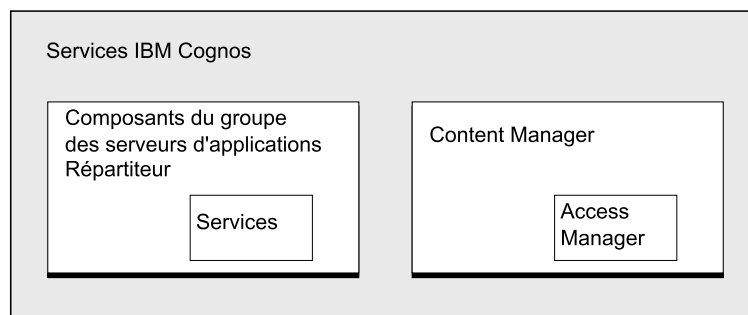 Services IBM Cognos
Composants du groupe
des serveurs d'applications
Répartiteur
Services
Content Manager
Access
Manager